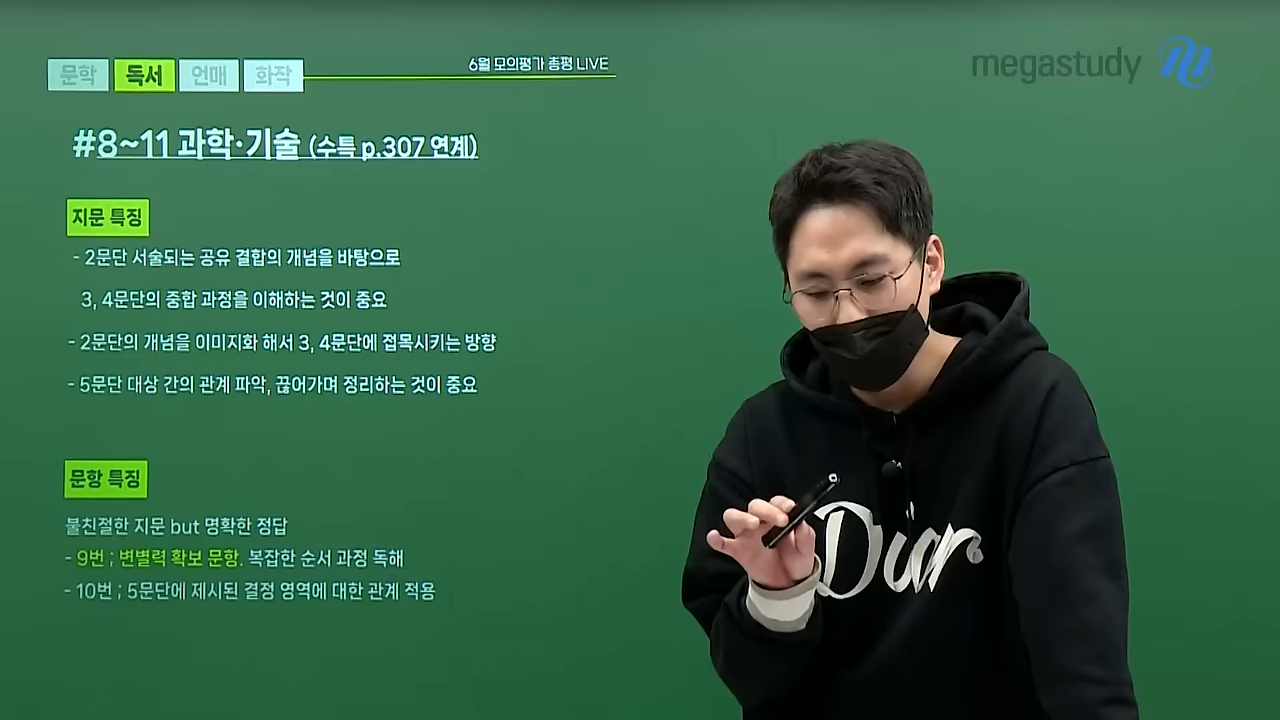 문학 독서 언매 화작
6월 모의평가 총평 LIVE
megastudy
#8~11 과학·기술 (수특 p.307 연계)
지문 특징
- 2문단 서술되는 공유 결합의 개념을 바탕으로
3, 4문단의 중합 과정을 이해하는 것이 중요
- 2문단의 개념을 이미지화 해서 3, 4문단에 접목시키는 방향
- 5문단 대상 간의 관계 파악, 끊어가며 정리하는 것이 중요
문항 특징
불친절한 지문 but 명확한 정답
- 9번 ; 변별력 확보 문항. 복잡한 순서 과정 독해
- 10번 ; 5문단에 제시된 결정 영역에 대한 관계 적용
Dior